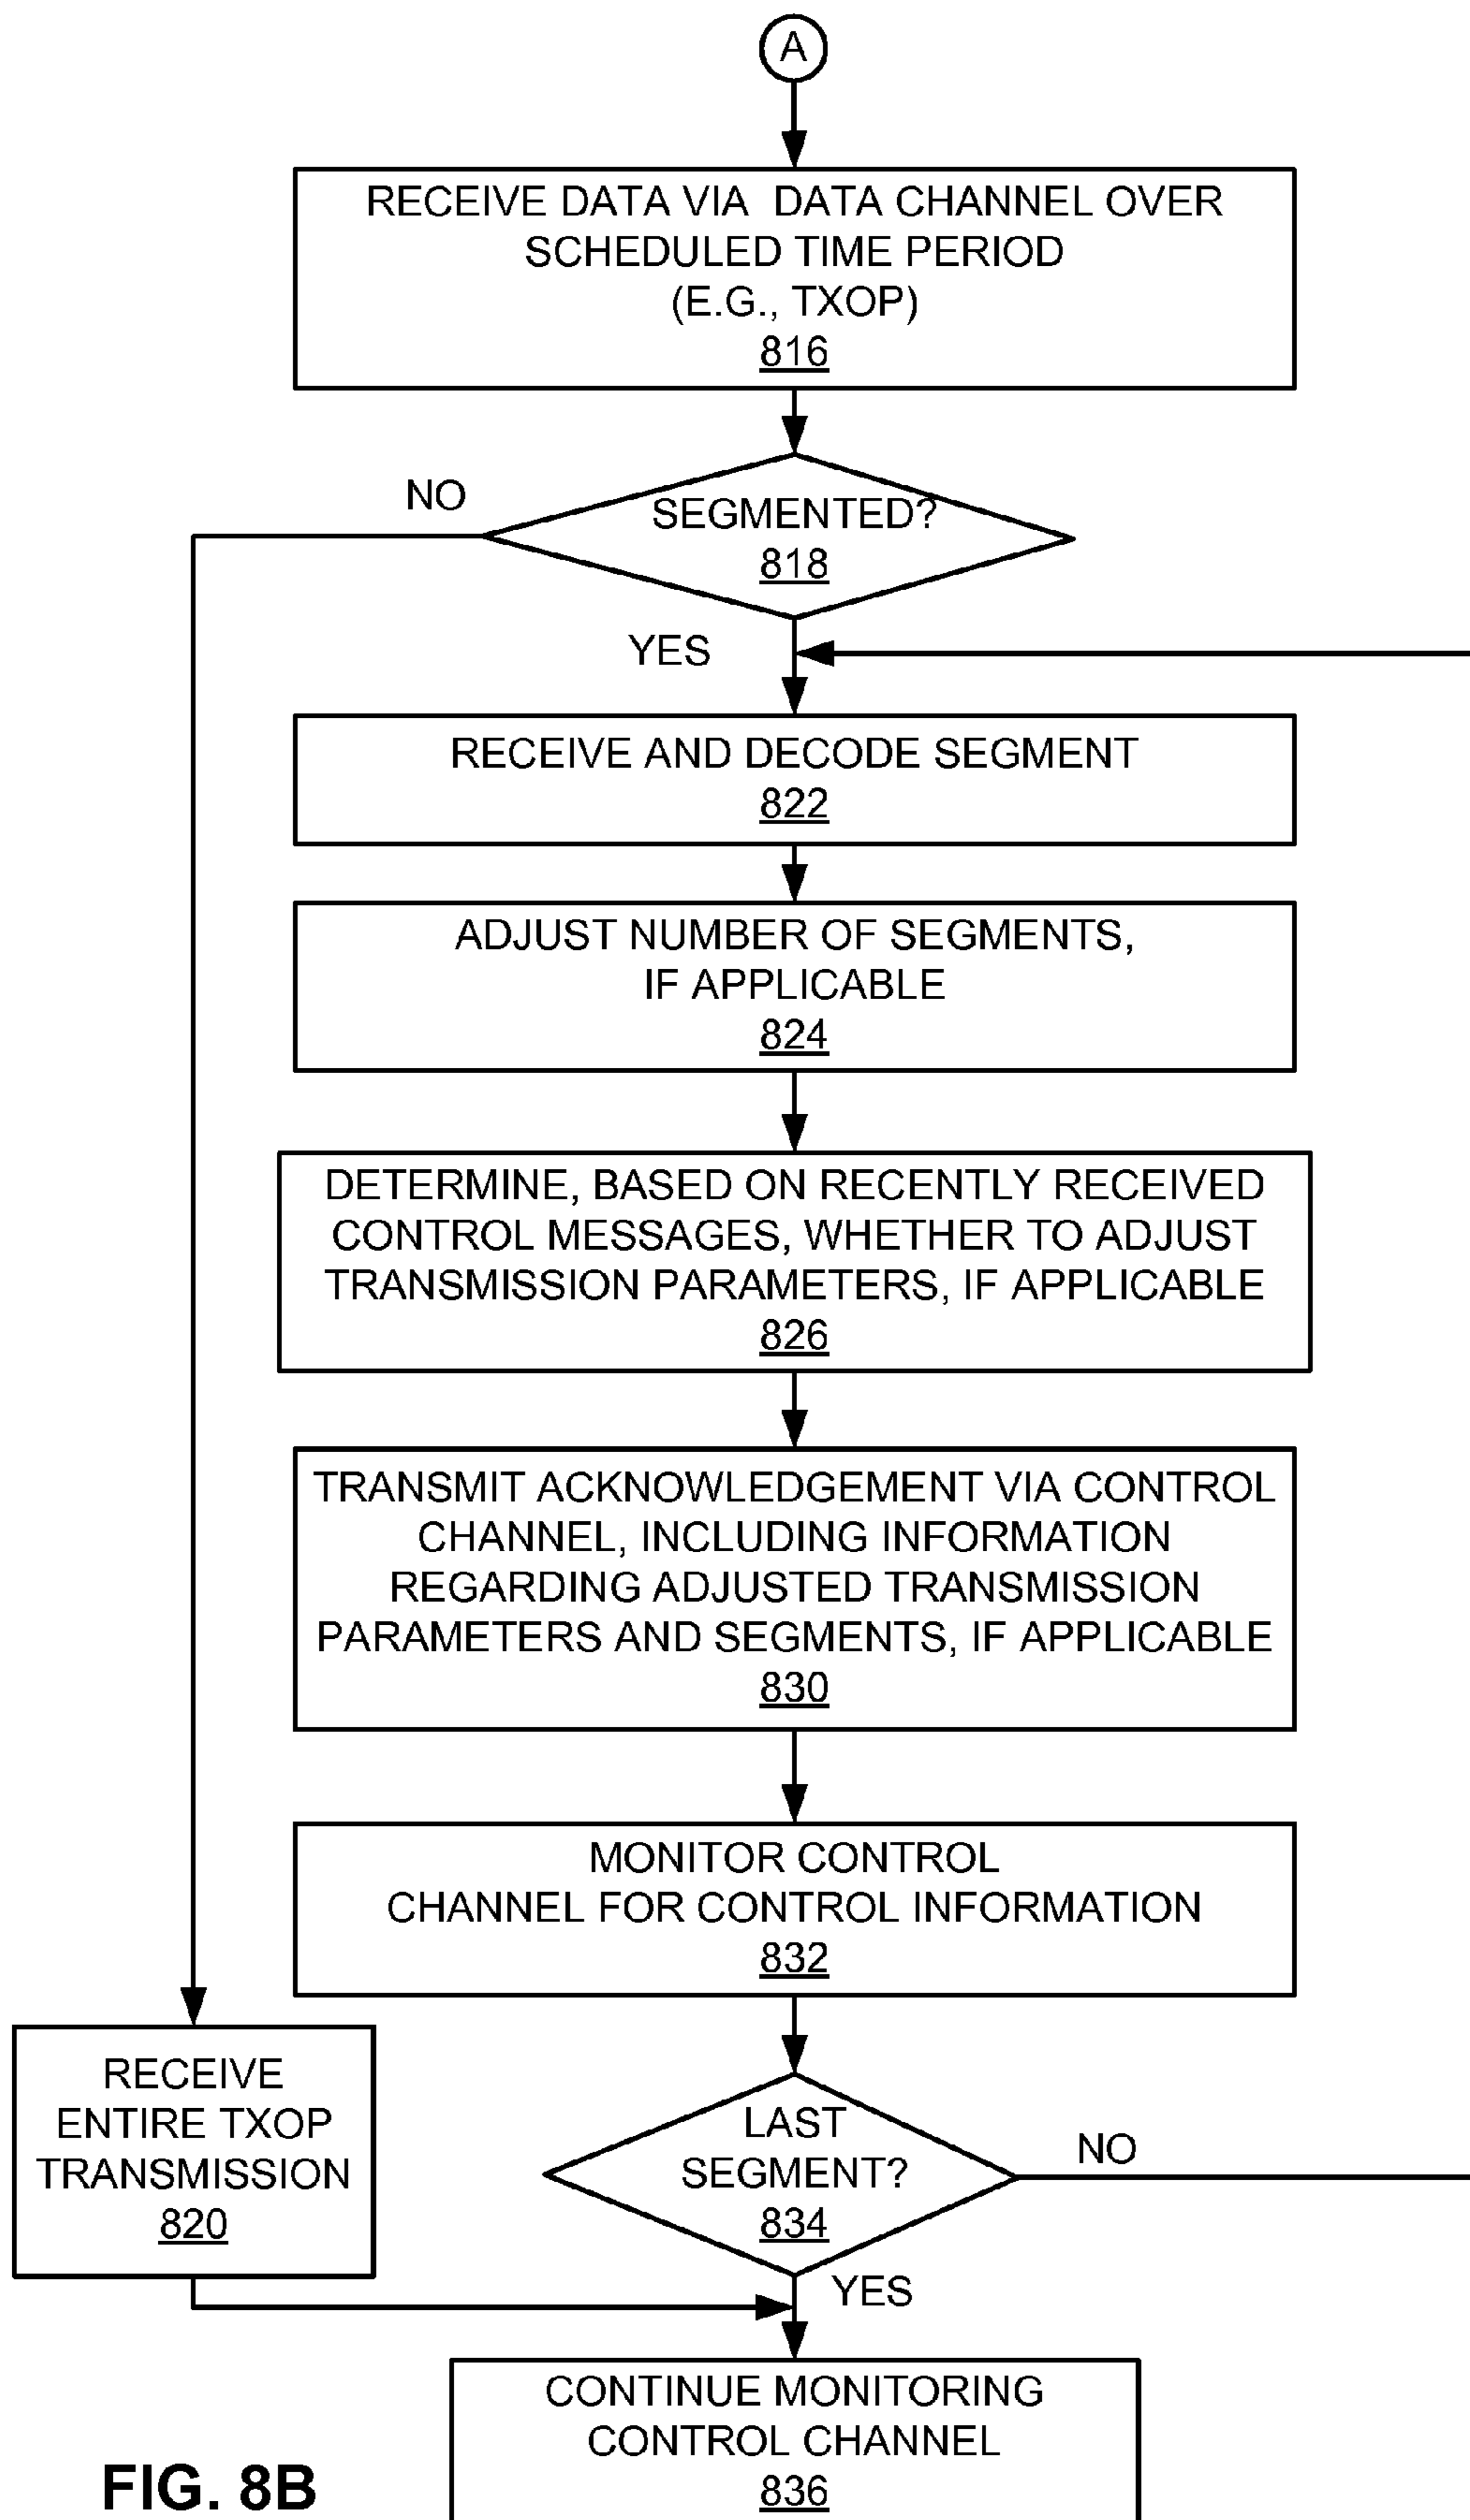 A
RECEIVE DATA VIA DATA CHANNEL OVER
SCHEDULED TIME PERIOD
(E.G., TXOP)
816
NO
SEGMENTED?
818
YES
RECEIVE AND DECODE SEGMENT
822
ADJUST NUMBER OF SEGMENTS,
IF APPLICABLE
824
DETERMINE, BASED ON RECENTLY RECEIVED
CONTROL MESSAGES, WHETHER TO ADJUST
TRANSMISSION PARAMETERS, IF APPLICABLE
826
TRANSMIT ACKNOWLEDGEMENT VIA CONTROL
CHANNEL, INCLUDING INFORMATION
REGARDING ADJUSTED TRANSMISSION
PARAMETERS AND SEGMENTS, IF APPLICABLE
830
MONITOR CONTROL
CHANNEL FOR CONTROL INFORMATION
832
RECEIVE
ENTIRE TXOP
TRANSMISSION
820
LAST
SEGMENT?
834
NO
YES
CONTINUE MONITORING
CONTROL CHANNEL
836
FIG. 8B